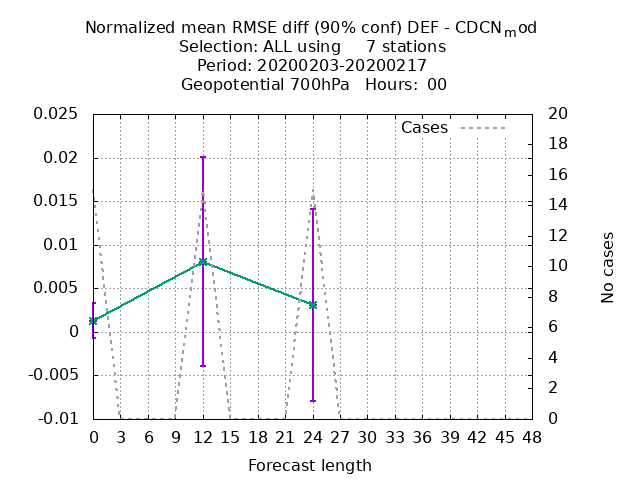 Normalized mean RMSE diff (90% conf) DEF - CDCNmod
Selection: ALL using 7 stations
Period: 20200203-20200217
Geopotential 700hPa Hours: 00
Cases
0.025
0.02
0.015
0.01
0.005
0
-0.005
-0.01
20
18
16
14
12
10
8
6
4
2
0
No cases
0 3 6 9 12 15 18 21 24 27 30 33 36 39 42 45 48
Forecast length